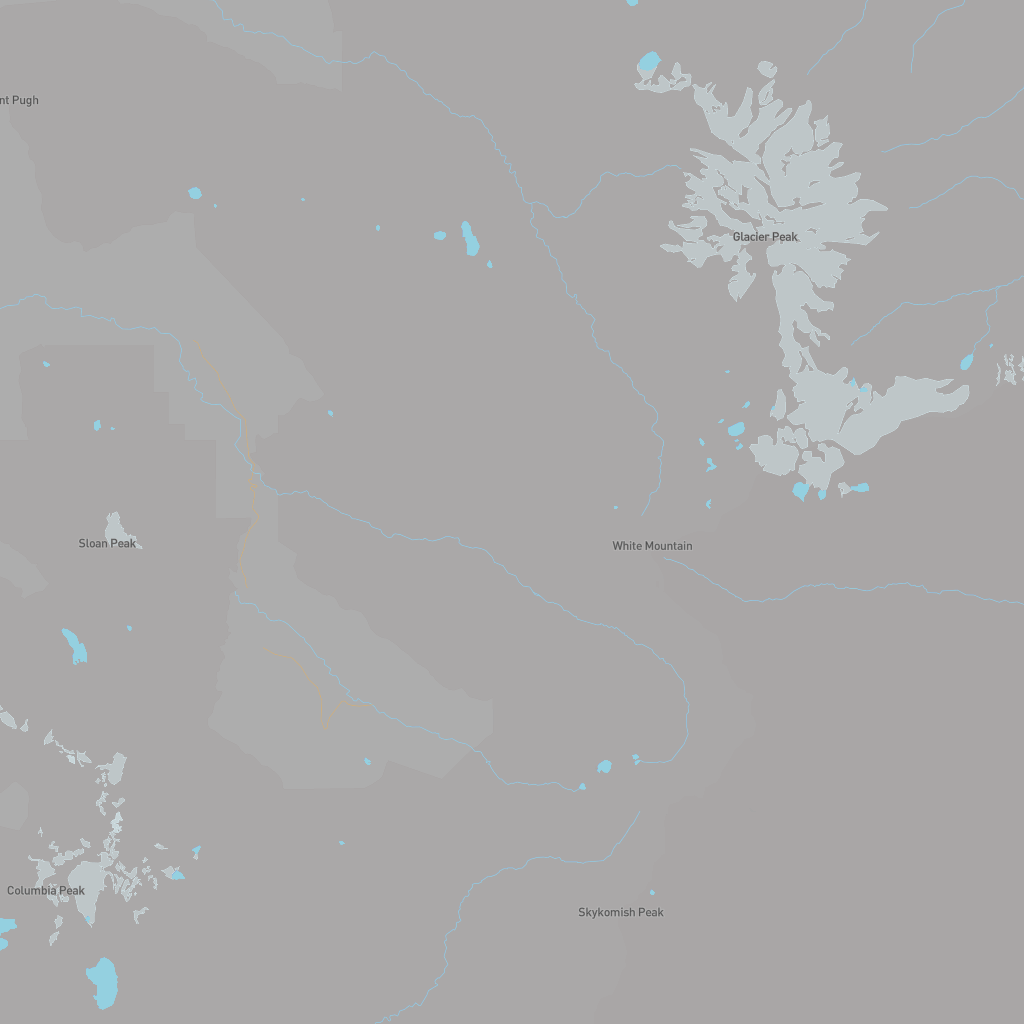 nt Pugh
Glacier Peak
Sloan Peak
White Mountain
Columbia Peak
Skykomish Peak